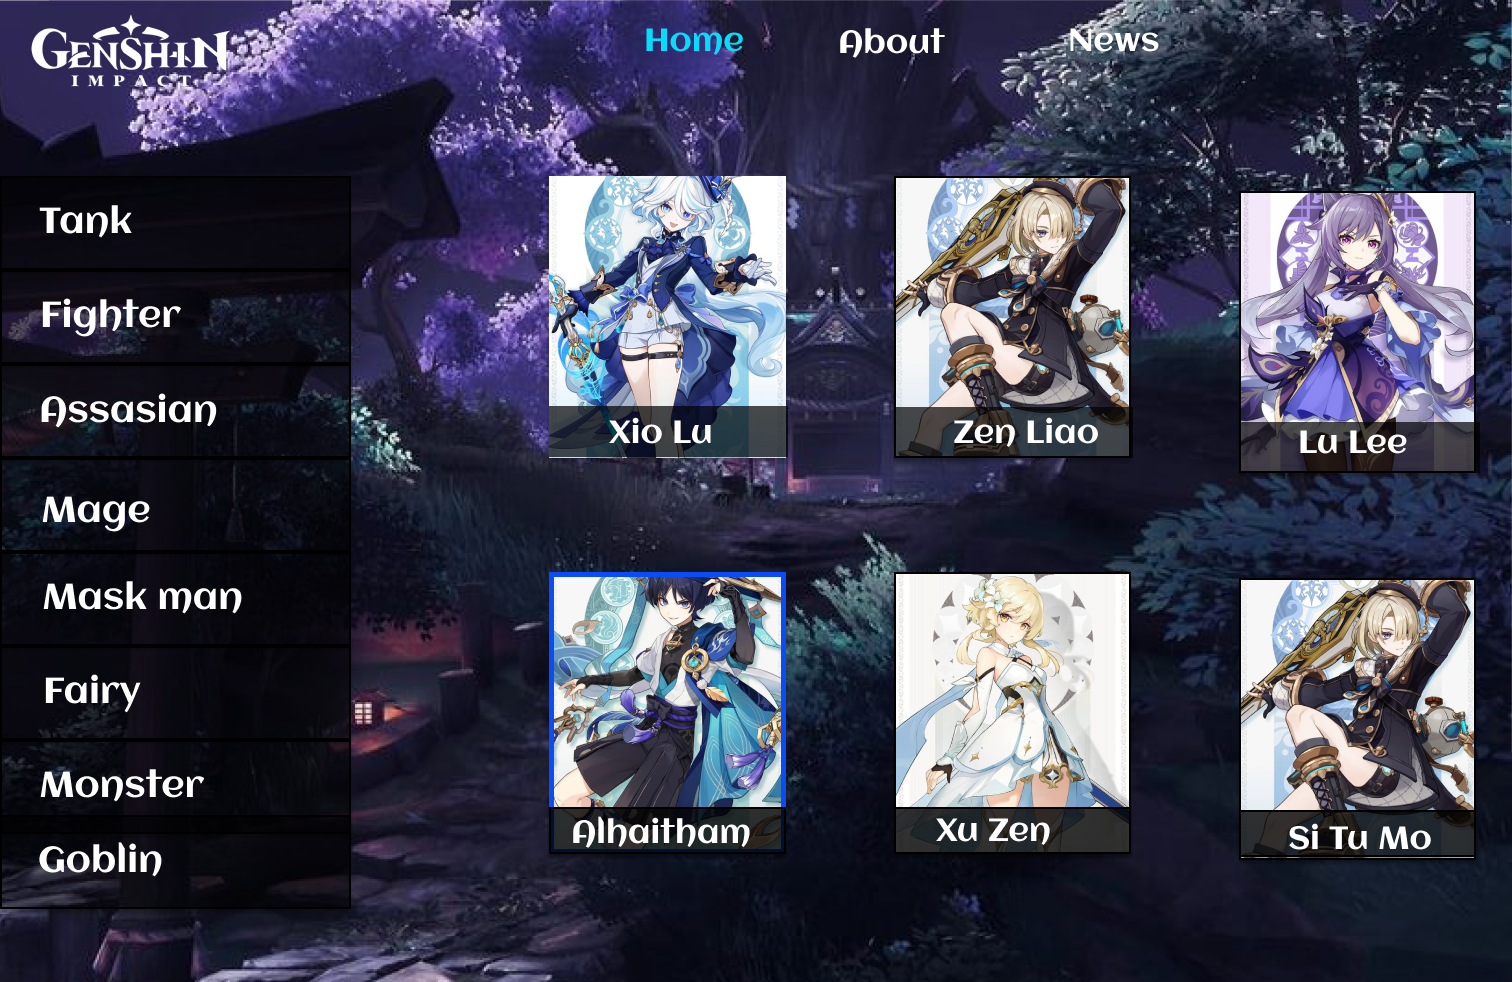 GENSHIN
IMPACT
Home
About
News
Tank
Fighter
Assasian
Mage
Mask man
Fairy
Monster
Goblin
Xio Lu
Zen Liao
Lu Lee
Alhaitham
Xu Zen
Si Tu Mo